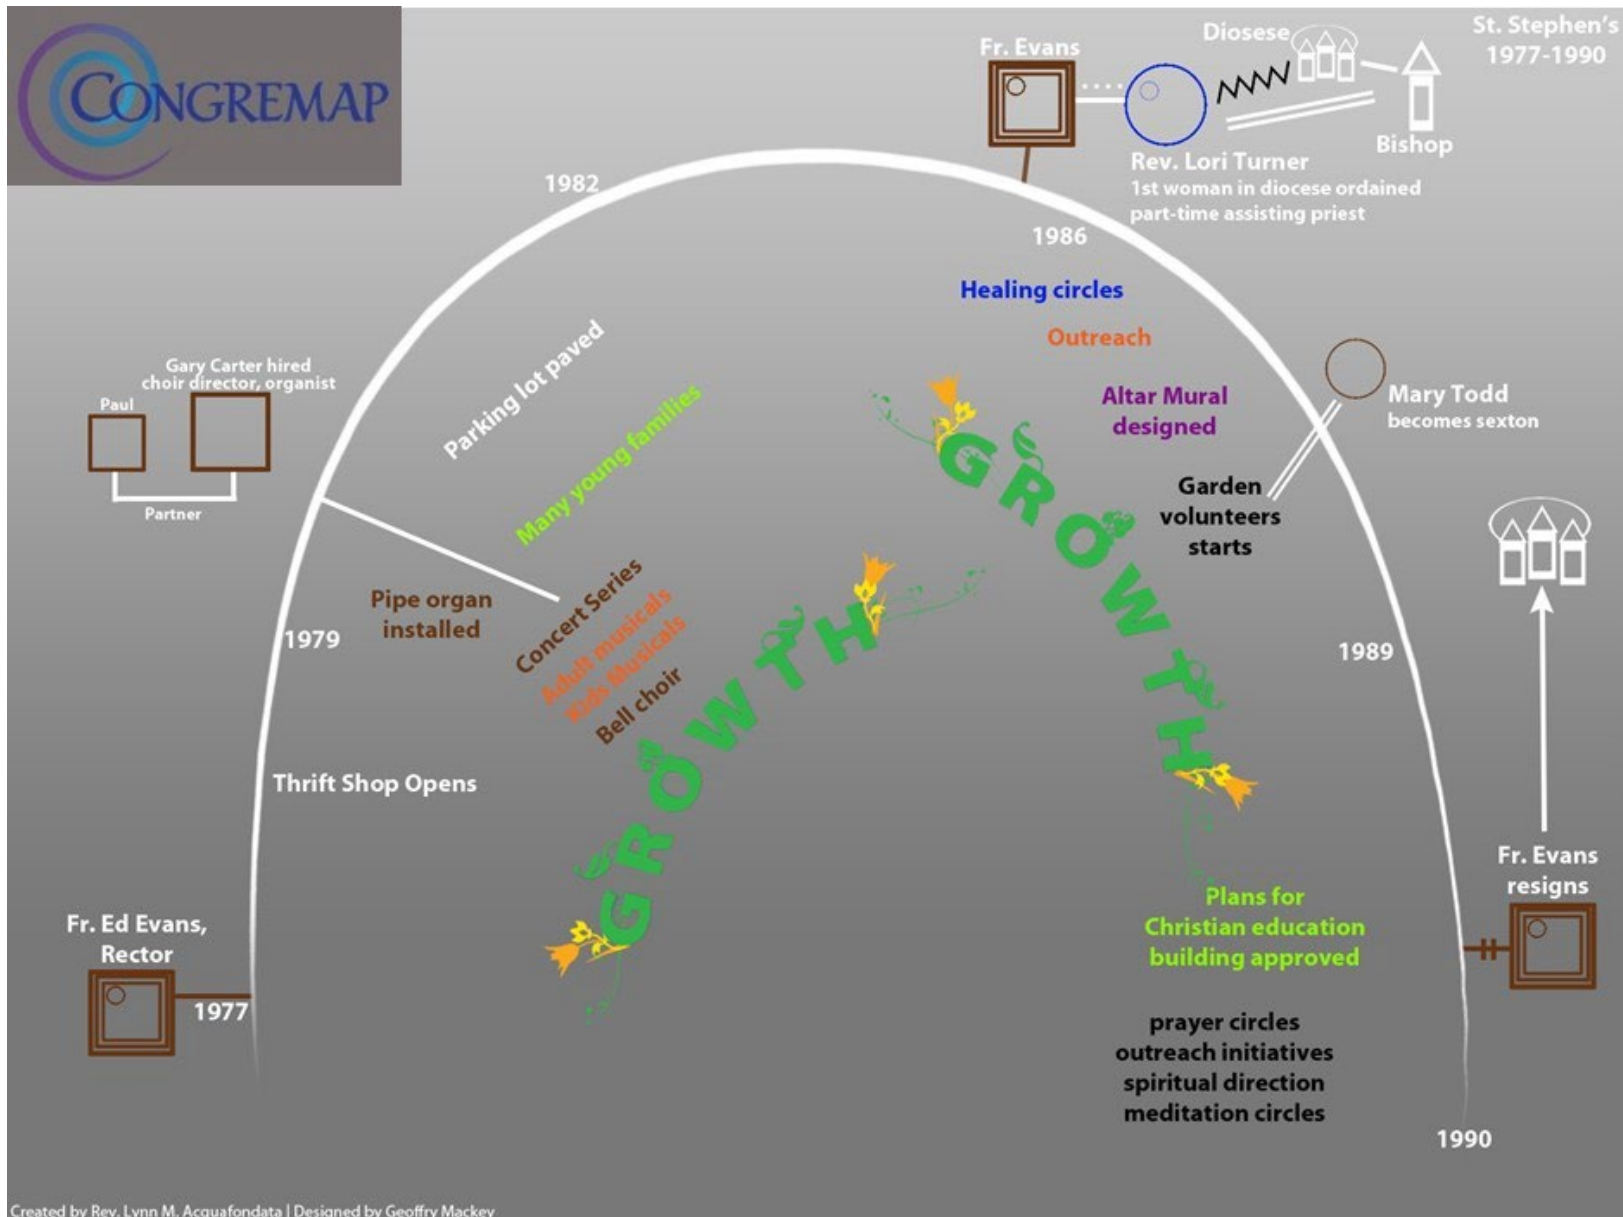 CONGREMAP
St. Stephen's
1977-1990
Fr. Evans
Diosese
Bishop
Rev. Lori Turner
1st woman in diocese ordained
part-time assisting priest
1982
1986
Healing circles
Outreach
Altar Mural
designed
Mary Todd
becomes sexton
Garden
volunteers
starts
Parking lot paved
Many young families
Gary Carter hired
choir director, organist
Paul
Partner
Pipe organ
installed
Concert Series
Adult musicals
Kids Musicals
Bell choir
1979
1989
GROWTH
GROWTH
Thrift Shop Opens
Fr. Ed Evans,
Rector
1977
Fr. Evans
resigns
Plans for
Christian education
building approved
prayer circles
outreach initiatives
spiritual direction
meditation circles
1990
Created by Rev. Lynn M. Acquafondata | Designed by Geoffry Mackey